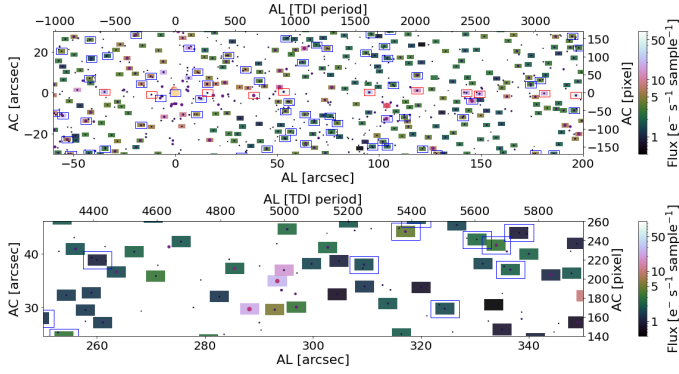 AL [TDI period]
−1000 −500 0 500 1000 1500 2000 2500 3000
AC [arcsec]
20
0
−20
150
100
50
0
−50
−100
−150
AC [pixel]
50
10
5
1
Flux [e⁻ s⁻¹ sample⁻¹]
−50 0 50 100 150 200
AL [arcsec]
AL [TDI period]
4400 4600 4800 5000 5200 5400 5600 5800
AC [arcsec]
40
30
260
240
220
200
180
160
140
AC [pixel]
50
10
5
1
Flux [e⁻ s⁻¹ sample⁻¹]
260 280 300 320 340
AL [arcsec]